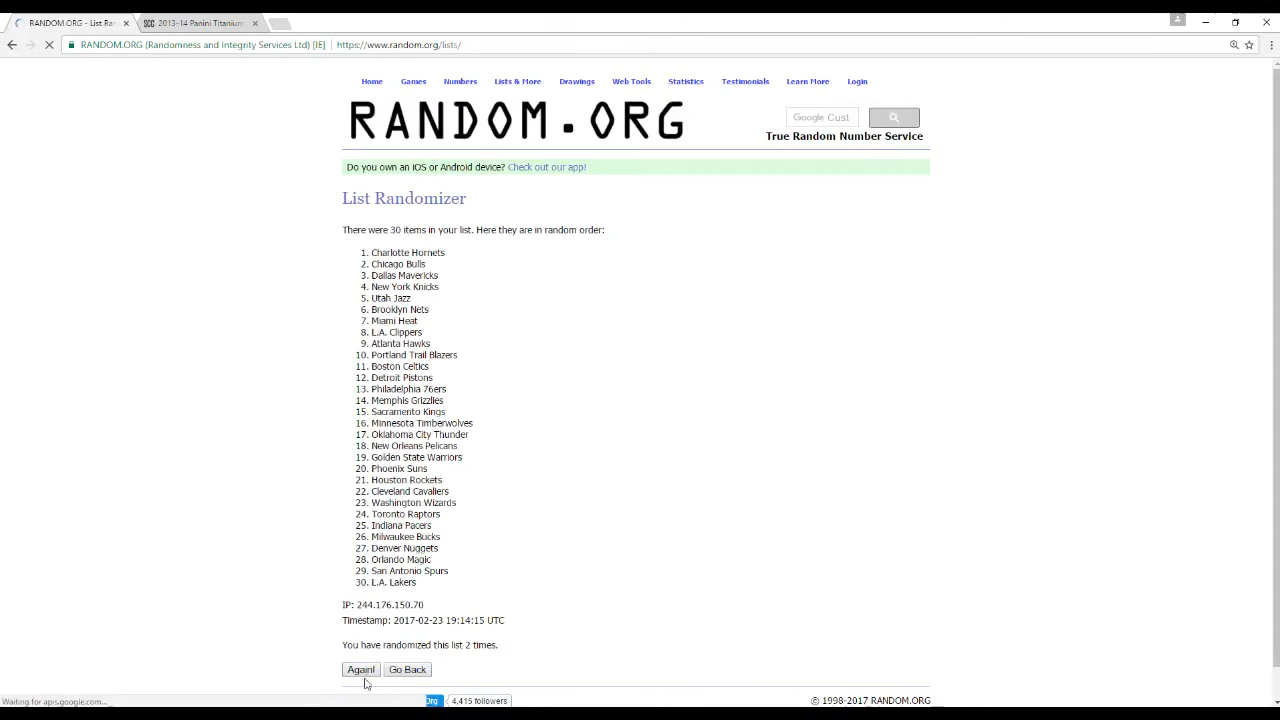 RANDOM.ORG - List Ra
SCC 2013-14 Panini Titanium
RANDOM.ORG (Randomness and Integrity Services Ltd) [IE] https://www.random.org/lists/
Home Games Numbers Lists & More Drawings Web Tools Statistics Testimonials Learn More Login
RANDOM.ORG
Google Cust
True Random Number Service
Do you own an iOS or Android device? Check out our app!
List Randomizer
There were 30 items in your list. Here they are in random order:
1. Charlotte Hornets
2. Chicago Bulls
3. Dallas Mavericks
4. New York Knicks
5. Utah Jazz
6. Brooklyn Nets
7. Miami Heat
8. L.A. Clippers
9. Atlanta Hawks
10. Portland Trail Blazers
11. Boston Celtics
12. Detroit Pistons
13. Philadelphia 76ers
14. Memphis Grizzlies
15. Sacramento Kings
16. Minnesota Timberwolves
17. Oklahoma City Thunder
18. New Orleans Pelicans
19. Golden State Warriors
20. Phoenix Suns
21. Houston Rockets
22. Cleveland Cavaliers
23. Washington Wizards
24. Toronto Raptors
25. Indiana Pacers
26. Milwaukee Bucks
27. Denver Nuggets
28. Orlando Magic
29. San Antonio Spurs
30. L.A. Lakers
IP: 244.176.150.70
Timestamp: 2017-02-23 19:14:15 UTC
You have randomized this list 2 times.
Again! Go Back
Waiting for apis.google.com...
Org 4,415 followers
© 1998-2017 RANDOM.ORG